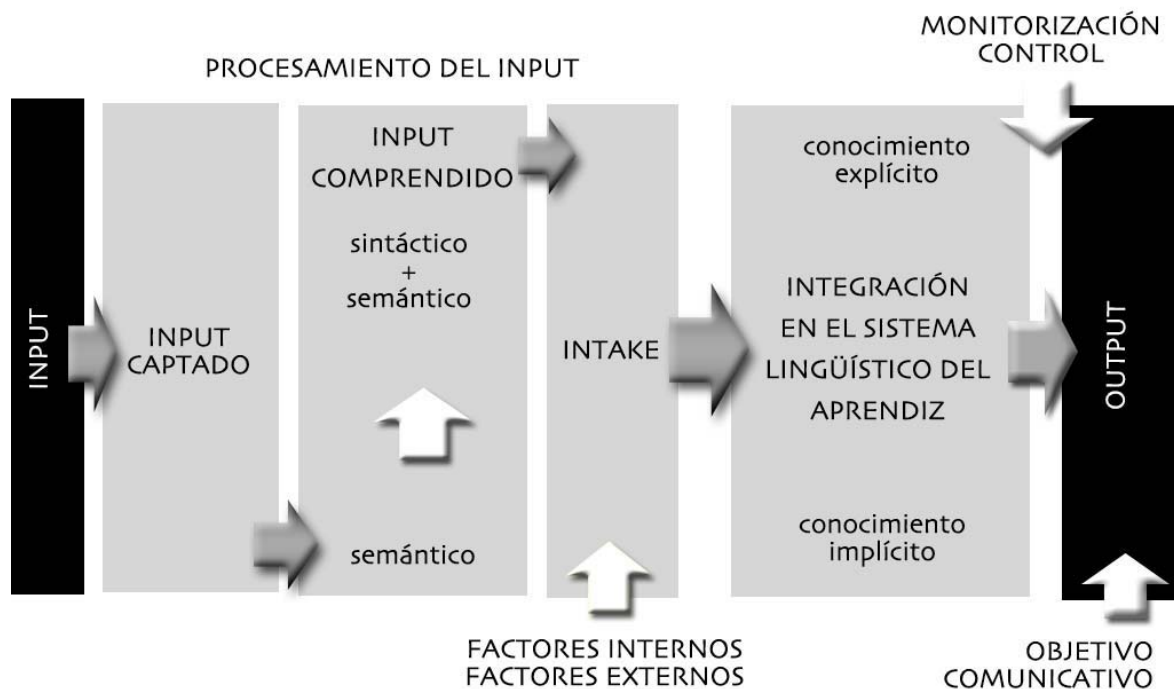 MONITORIZACIÓN
CONTROL
PROCESAMIENTO DEL INPUT
INPUT
INPUT
CAPTADO
INPUT
COMPRENDIDO
sintáctico
+
semántico
semántico
INTAKE
conocimiento
explícito
INTEGRACIÓN
EN EL SISTEMA
LINGÜÍSTICO DEL
APRENDIZ
conocimiento
implícito
OUTPUT
FACTORES INTERNOS
FACTORES EXTERNOS
OBJETIVO
COMUNICATIVO